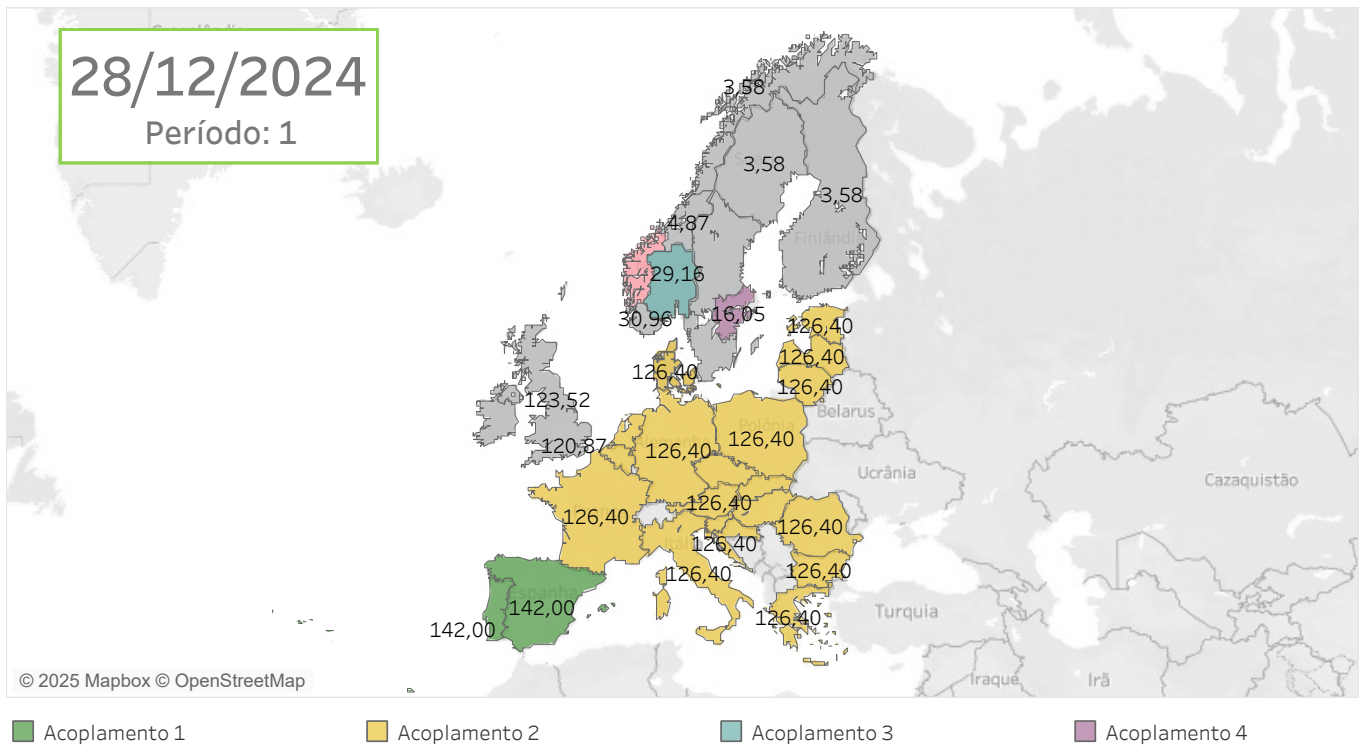 28/12/2024
Período: 1
3,58
3,58
3,58
4,87
Finlândi
29,16
30,96
16,05
126,40
126,40
126,40
126,40
123,52
Belarus
120,87
126,40
Polônia
126,40
Ucrânia
Cazaquistão
126,40
126,40
126,40
126,40
126,40
126,40
Espanha
142,00
142,00
126,40
Turquia
Iraque
Irã
© 2025 Mapbox © OpenStreetMap
Acoplamento 1
Acoplamento 2
Acoplamento 3
Acoplamento 4